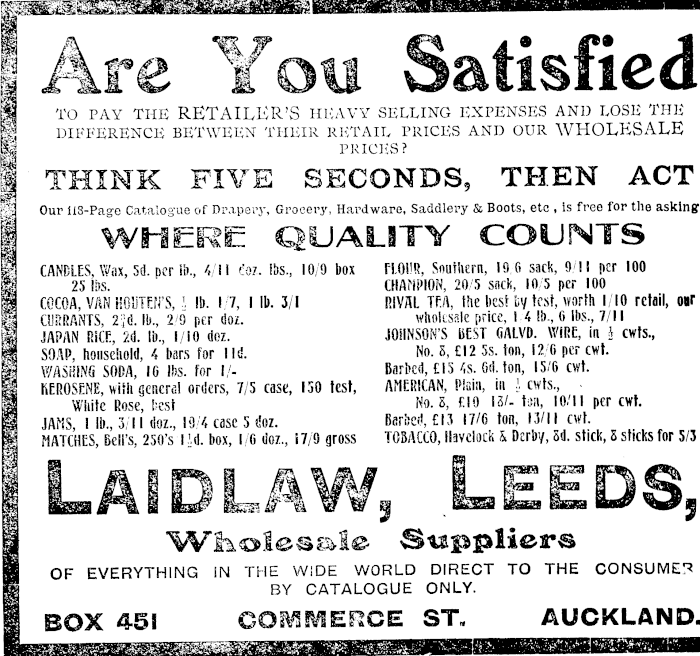 Are You Satisfied
TO PAY THE RETAILER'S HEAVY SELLING EXPENSES AND LOSE THE
DIFFERENCE BETWEEN THEIR RETAIL PRICES AND OUR WHOLESALE
PRICES?
THINK FIVE SECONDS, THEN ACT
Our 118-Page Catalogue of Drapery, Grocery, Hardware, Saddlery & Boots, etc , is free for the asking
WHERE QUALITY COUNTS
CANDLES, Wax, 5d. per lb., 4/11 doz. lbs., 10/9 box
25 lbs.
COCOA, VAN HOUTEN'S, lb. 1/7, 1 lb. 3/1
CURRANTS, lb., 2/9 per doz.
JAPAN RICE, 2d. lb., 1/10 doz.
SOAP, household, 4 bars for 11d.
WASHING SODA, 16 lbs. for 1/-
KEROSENE, with general orders, 7/5 case, 150 test,
White Rose, best
JAMS, 1 lb., 3/11 doz., 19/4 case 5 doz.
MATCHES, Bell's, 250's box, 1/6 doz., 17/9 gross
FLOUR, Southern, 19 6 sack, 9/11 per 100
CHAMPION, 20/5 sack, 10/5 per 100
RIVAL TEA, the best by test, worth 1/10 retail, our
wholesale price, 1 4 lb., 6 lbs., 7/11
JOHNSON'S BEST GALVD. WIRE, in ½ cwts.,
No. 8, £12 5s. ton, 12/6 per cwt.
Barbed, £15 4s. 6d. ton, 15/6 cwt.
AMERICAN, Plain, in cwts.,
No. 8, £10 18/- ton, 10/11 per cwt.
Barbed, £13 17/6 ton, 13/11 cwt.
TOBACCO, Havelock & Derby, 8d. stick, 8 sticks for 5/3
LAIDLAW, LEEDS,
Wholesale Suppliers
OF EVERYTHING IN THE WIDE WORLD DIRECT TO THE CONSUMER
BY CATALOGUE ONLY.
BOX 451 COMMERCE ST. AUCKLAND.